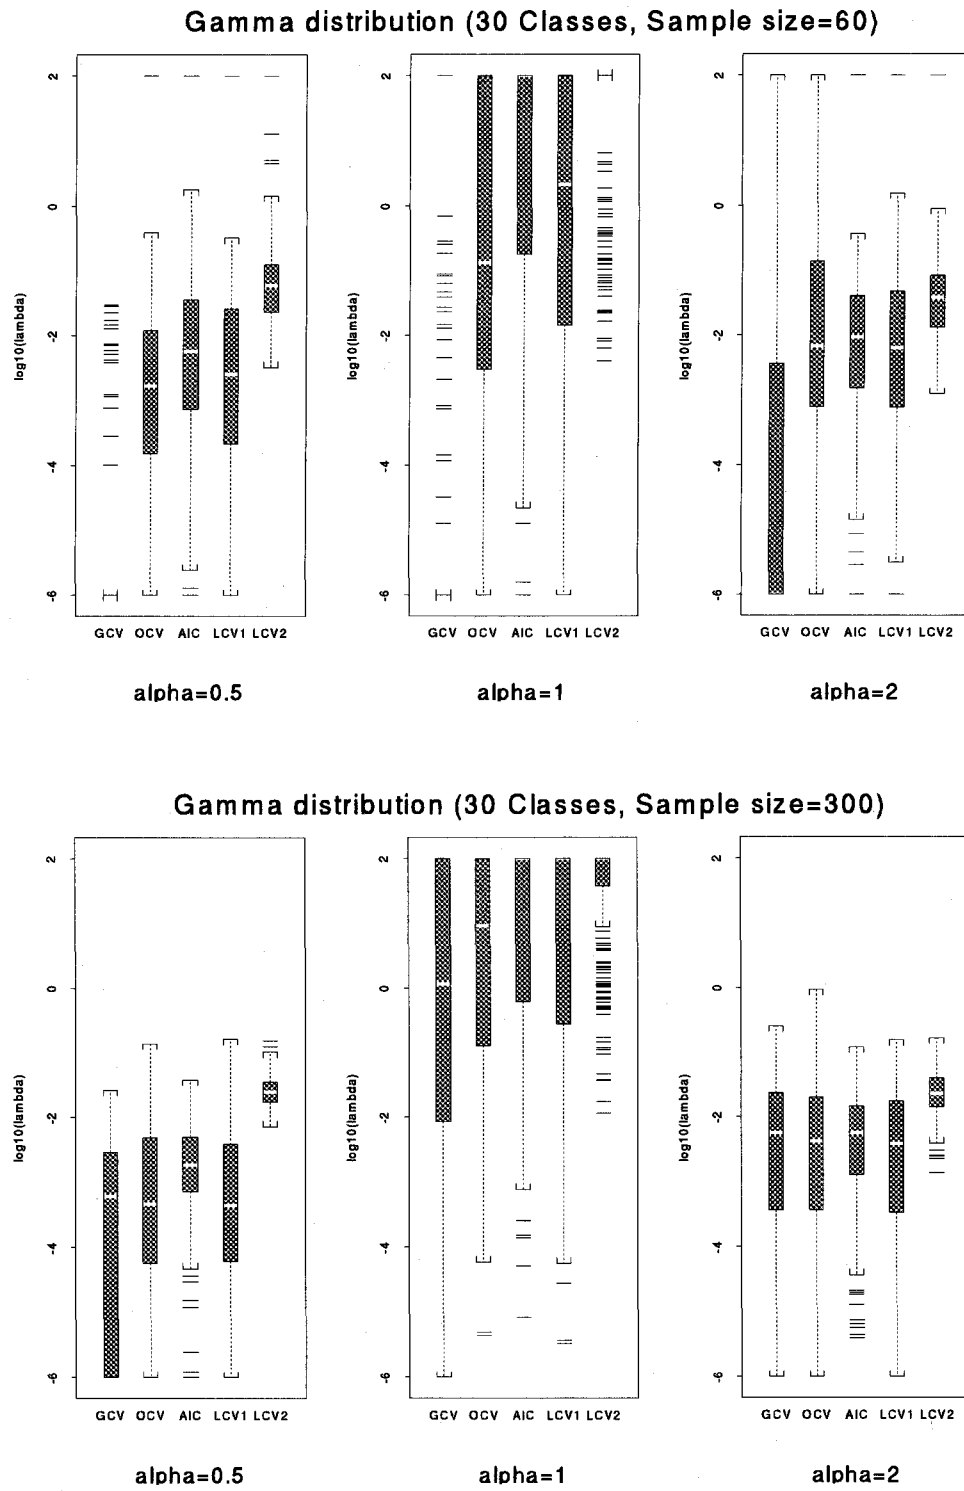 Gamma distribution (30 Classes, Sample size=60)
log10(lambda)
2
0
-2
-4
-6
GCV OCV AIC LCV1 LCV2
alpha=0.5
log10(lambda)
2
0
-2
-4
-6
GCV OCV AIC LCV1 LCV2
alpha=1
log10(lambda)
2
0
-2
-4
-6
GCV OCV AIC LCV1 LCV2
alpha=2
Gamma distribution (30 Classes, Sample size=300)
log10(lambda)
2
0
-2
-4
-6
GCV OCV AIC LCV1 LCV2
alpha=0.5
log10(lambda)
2
0
-2
-4
-6
GCV OCV AIC LCV1 LCV2
alpha=1
log10(lambda)
2
0
-2
-4
-6
GCV OCV AIC LCV1 LCV2
alpha=2